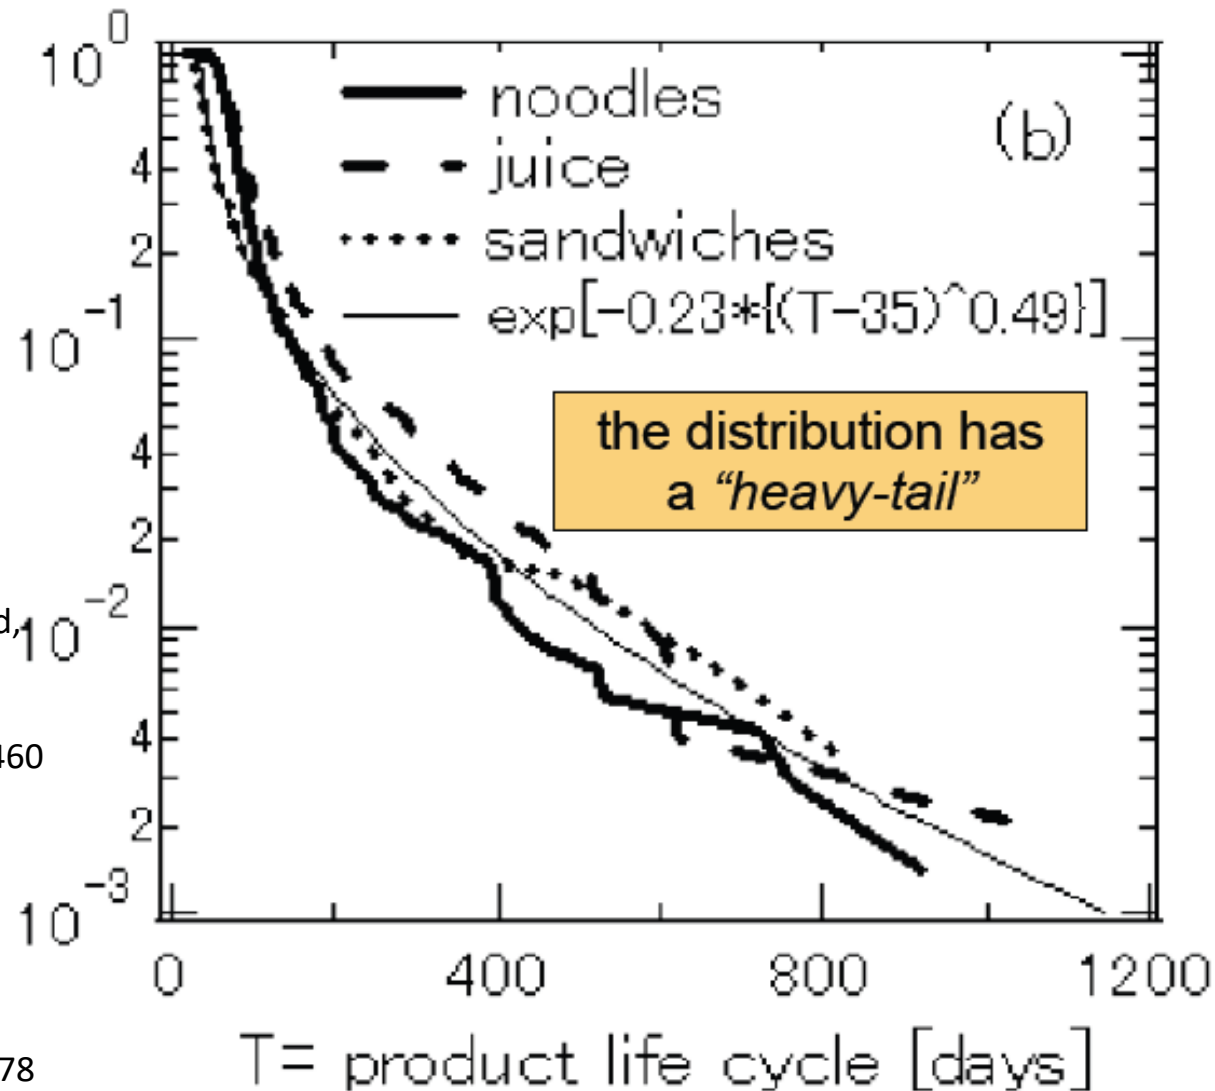 10^0
noodles
(b)
4
juice
2
sandwiches
10^-1
exp[-0.23*{(T-35)^0.49}]
the distribution has
a “heavy-tail”
4
2
d,
10^-2
4
460
2
10^-3
0 400 800 1200
T= product life cycle [days]
78